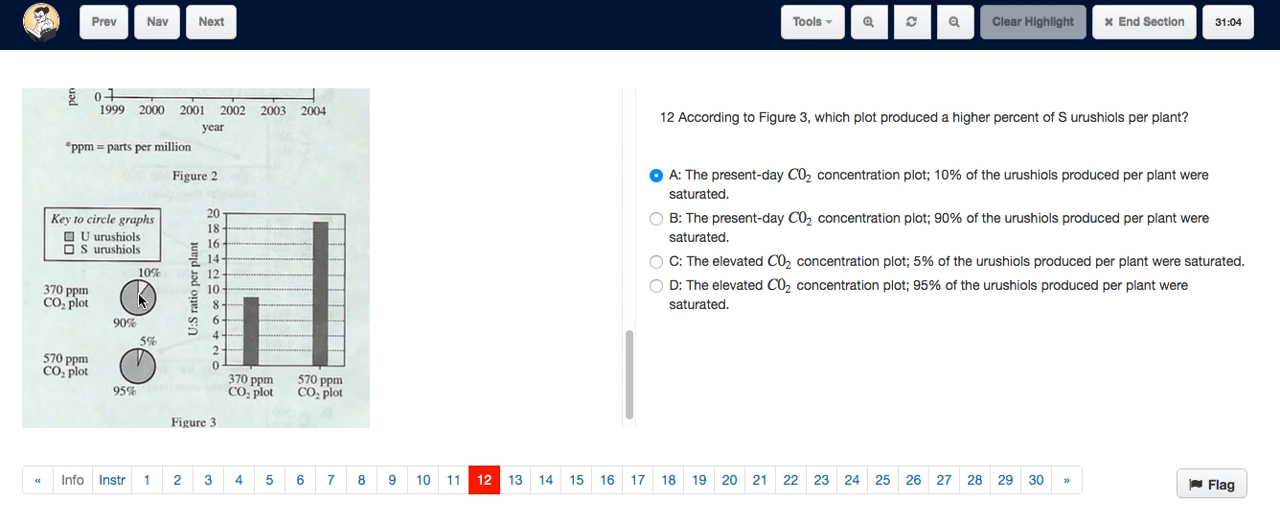 Prev Nav Next Tools Clear Highlight ✖ End Section 31:04
per
0
1999 2000 2001 2002 2003 2004
year
*ppm = parts per million
Figure 2
Key to circle graphs
U urushiols
S urushiols
10%
370 ppm
CO₂ plot
90%
5%
570 ppm
CO₂ plot
95%
U:S ratio per plant
20
18
16
14
12
10
8
6
4
2
0
370 ppm 570 ppm
CO₂ plot CO₂ plot
Figure 3
12 According to Figure 3, which plot produced a higher percent of S urushiols per plant?
A: The present-day C0₂ concentration plot; 10% of the urushiols produced per plant were
saturated.
B: The present-day C0₂ concentration plot; 90% of the urushiols produced per plant were
saturated.
C: The elevated C0₂ concentration plot; 5% of the urushiols produced per plant were saturated.
D: The elevated C0₂ concentration plot; 95% of the urushiols produced per plant were
saturated.
« Info Instr 1 2 3 4 5 6 7 8 9 10 11 12 13 14 15 16 17 18 19 20 21 22 23 24 25 26 27 28 29 30 »
Flag